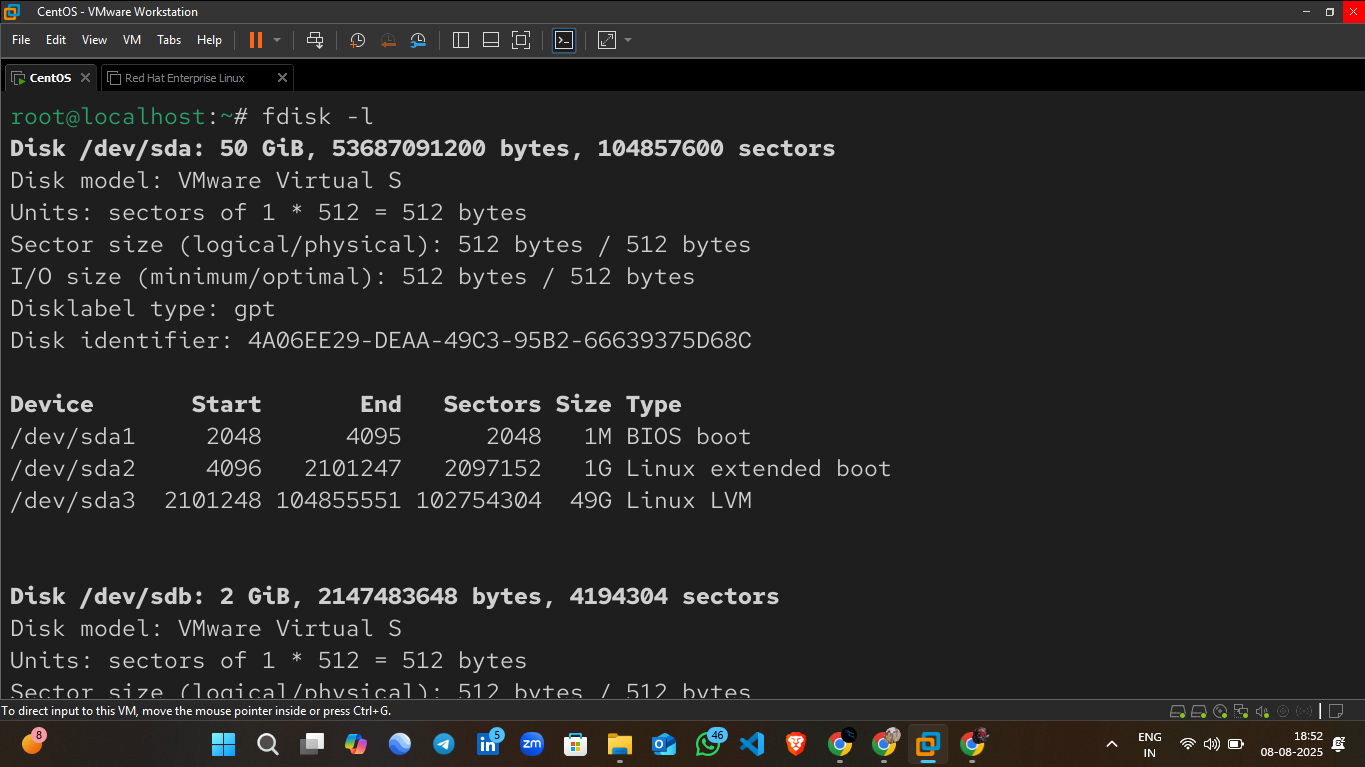 CentOS - VMware Workstation
File Edit View VM Tabs Help
CentOS Red Hat Enterprise Linux
root@localhost:~# fdisk -l
Disk /dev/sda: 50 GiB, 53687091200 bytes, 104857600 sectors
Disk model: VMware Virtual S
Units: sectors of 1 * 512 = 512 bytes
Sector size (logical/physical): 512 bytes / 512 bytes
I/O size (minimum/optimal): 512 bytes / 512 bytes
Disklabel type: gpt
Disk identifier: 4A06EE29-DEAA-49C3-95B2-66639375D68C
Device Start End Sectors Size Type
/dev/sda1 2048 4095 2048 1M BIOS boot
/dev/sda2 4096 2101247 2097152 1G Linux extended boot
/dev/sda3 2101248 104855551 102754304 49G Linux LVM
Disk /dev/sdb: 2 GiB, 2147483648 bytes, 4194304 sectors
Disk model: VMware Virtual S
Units: sectors of 1 * 512 = 512 bytes
Sector size (logical/physical): 512 bytes / 512 bytes
To direct input to this VM, move the mouse pointer inside or press Ctrl+G.
8
in 5
zm
46
ENG
IN
18:52
08-08-2025